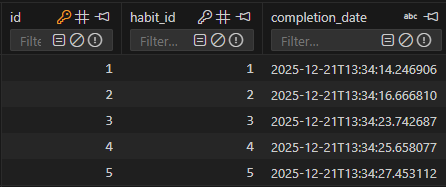 id habit_id completion_date abc
Filter... Filter... Filter...
1 1 2025-12-21T13:34:14.246906
2 2 2025-12-21T13:34:16.666810
3 3 2025-12-21T13:34:23.742687
4 4 2025-12-21T13:34:25.658077
5 5 2025-12-21T13:34:27.453112